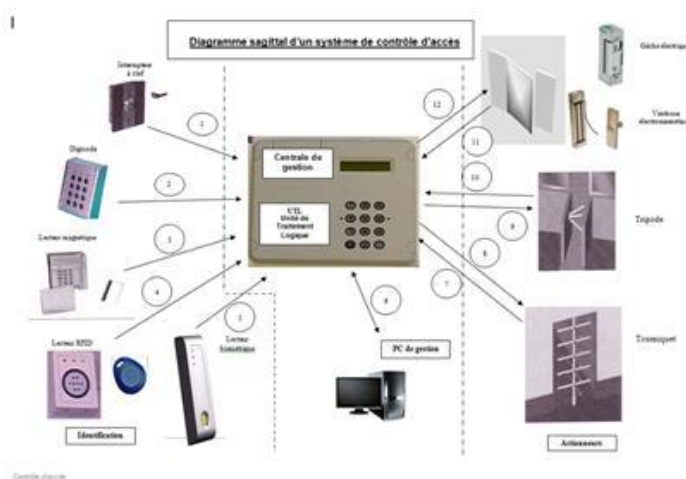 Diagramme sagittal d'un système de contrôle d'accès
Interrupteur
à clef
1
Digicode
2
Lecteur magnétique
3
4
Lecteur RFID
5
Lecteur
biométrique
Identification
Centrale de
gestion
UTL
Unité de
Traitement
Logique
6
PC de gestion
12
11
Gâche électrique
Ventouse
électromagnétique
10
9
Tripode
8
7
Tourniquet
Actionneurs
Contrôle d'accès